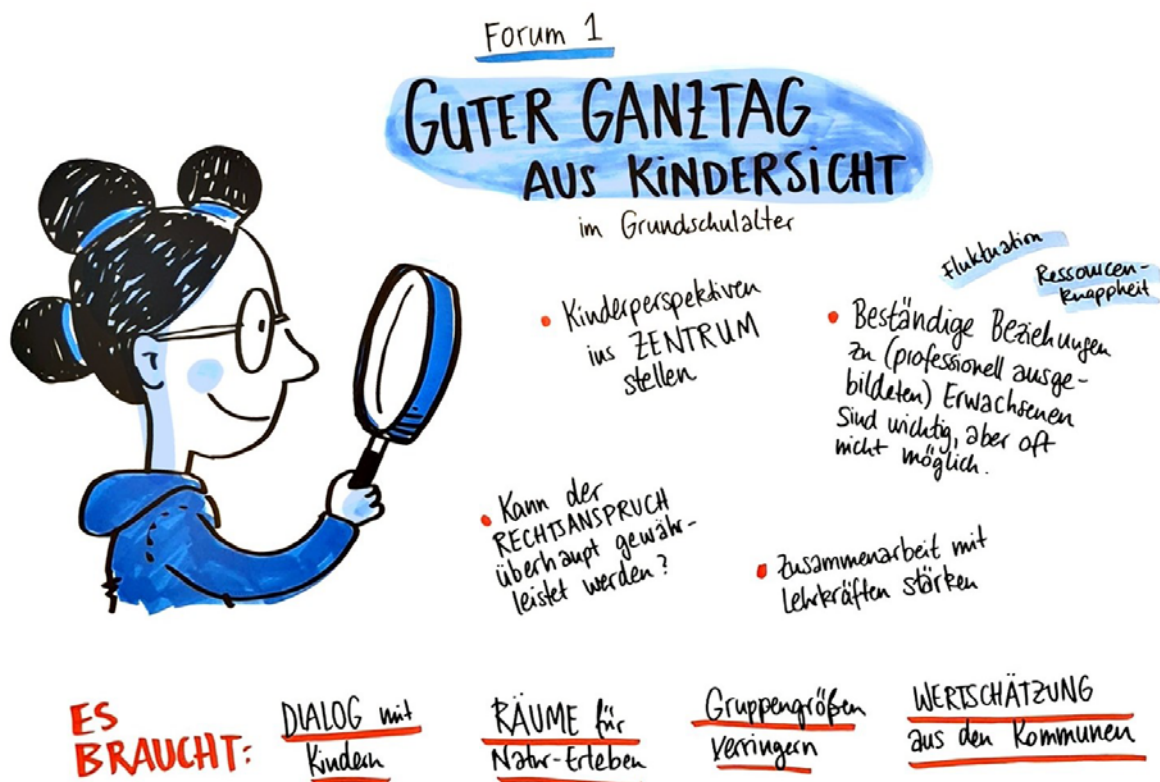 Forum 1
GUTER GANZTAG
AUS KINDERSICHT
im Grundschulalter
• Kinderperspektiven
ins ZENTRUM
stellen
Fluktuation
Ressourcen-
knappheit
• Beständige Beziehungen
zu (professionell ausge-
bildeten) Erwachsenen
sind wichtig, aber oft
nicht möglich.
• Kann der
RECHTSANSPRUCH
überhaupt gewähr-
leistet werden?
• Zusammenarbeit mit
Lehrkräften stärken
ES
BRAUCHT:
DIALOG mit
Kindern
RÄUME für
Natur-Erleben
Gruppengrößen
verringern
WERTSCHÄTZUNG
aus den Kommunen